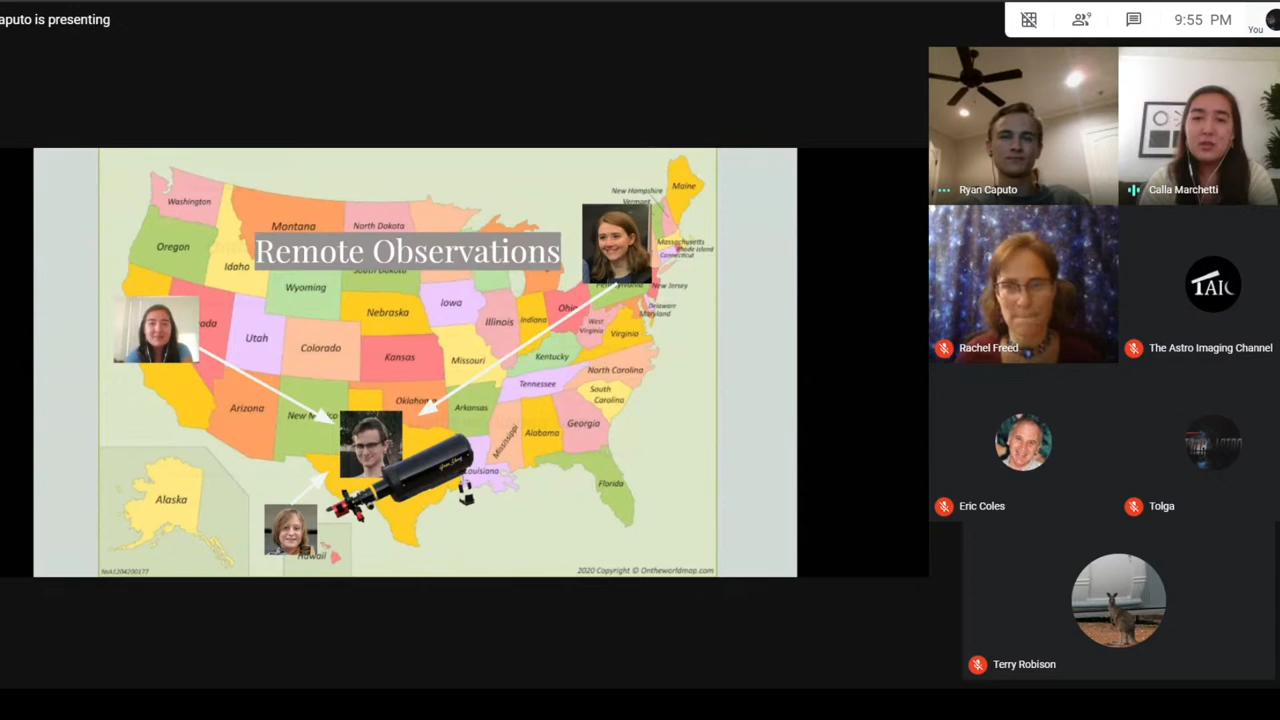 aputo is presenting
9
9:55 PM
You
Remote Observations
Washington
Oregon
Idaho
Montana
North Dakota
South Dakota
Wyoming
Nebraska
Iowa
Utah
Colorado
Kansas
Missouri
Illinois
Indiana
Ohio
Kentucky
West
Virginia
Virginia
Tennessee
North Carolina
South
Carolina
Georgia
Alabama
Mississippi
Arkansas
Louisiana
Florida
Arizona
New Mexico
Oklahoma
Maine
New Hampshire
Vermont
Massachusetts
Rhode Island
Connecticut
Pennsylvania
New Jersey
Delaware
Maryland
Alaska
Hawaii
2020 Copyright © Ontheworldmap.com
Ryan Caputo
Calla Marchetti
Rachel Freed
TAIC
The Astro Imaging Channel
Eric Coles
Tolga
Terry Robison